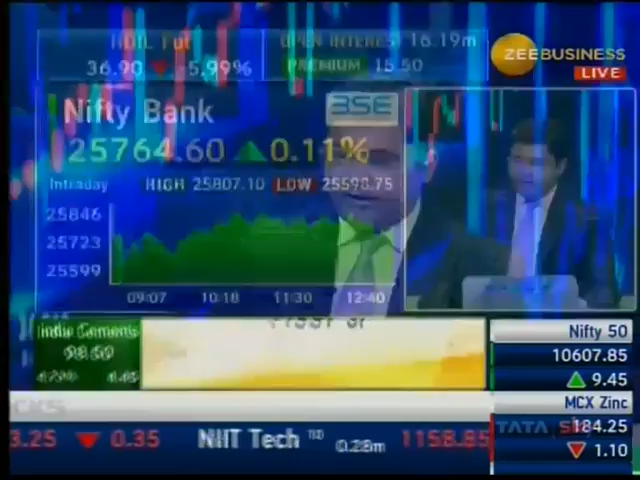 HDIL Fut
36.90 ▼ -5.99%
OPEN INTEREST 16.19m
PREMIUM 15.50
ZEEBUSINESS
LIVE
Nifty Bank
BSE
25764.60 ▲ 0.11%
Intraday HIGH 25807.10 LOW 25590.75
25846
25723
25599
09:07 10:18 11:30 12:40
India Cements
Nifty 50
10607.85
▲ 9.45
MCX Zinc
184.25
▼ 1.10
TATA sky
3.25 ▼ 0.35 NIIT Tech 0.28m 1158.85